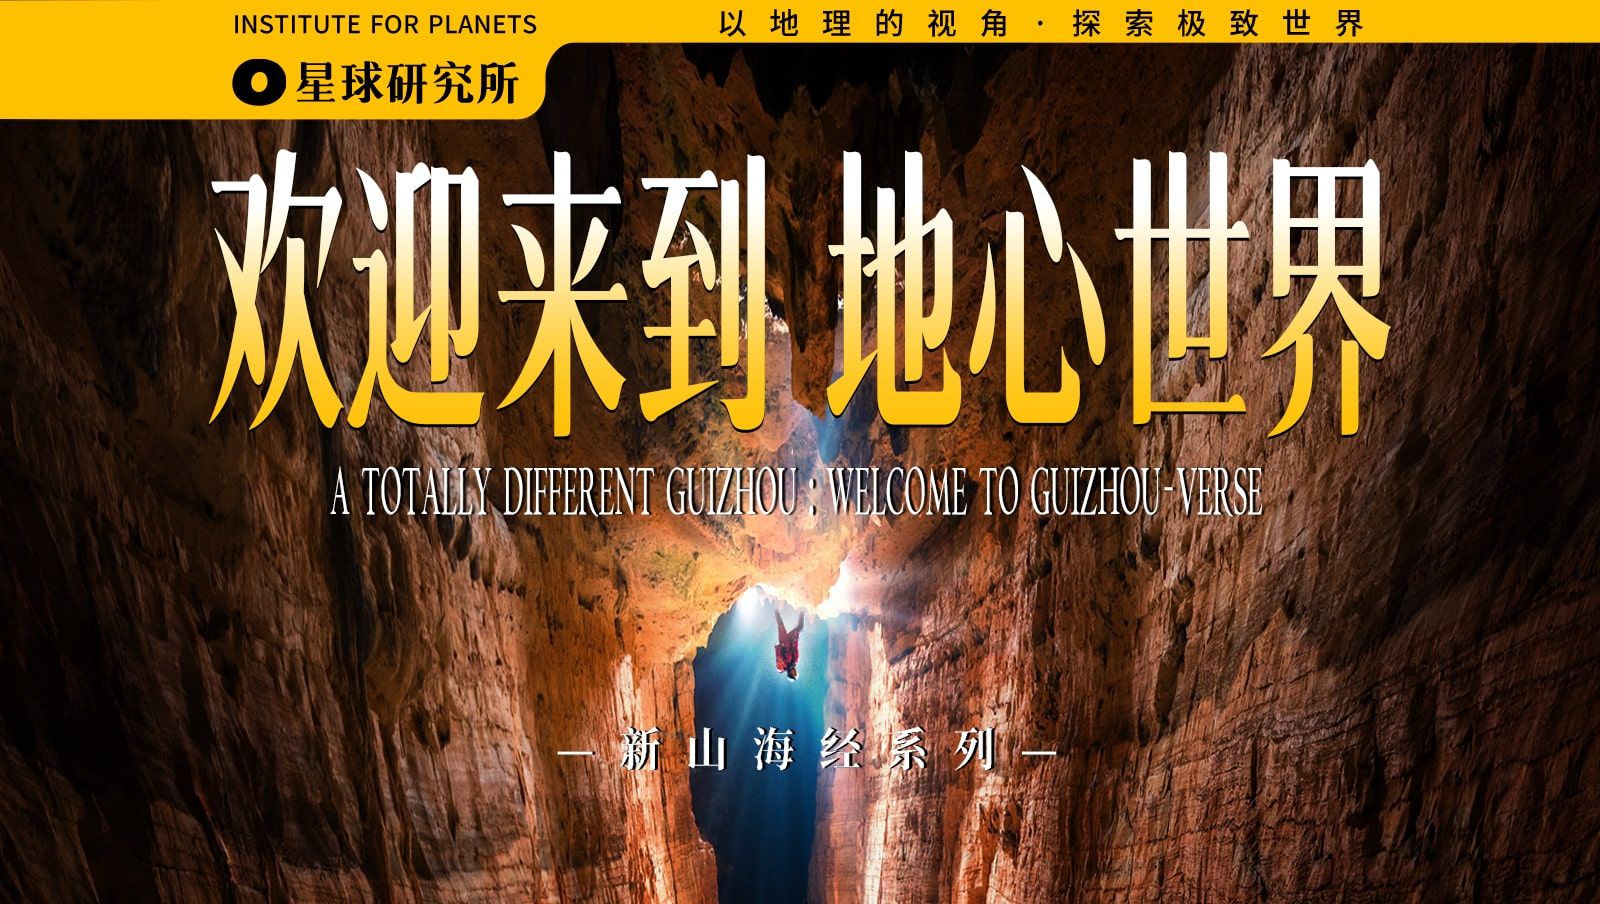 INSTITUTE FOR PLANETS
以地理的视角·探索极致世界
星球研究所
欢迎来到 地心世界
A TOTALLY DIFFERENT GUIZHOU : WELCOME TO GUIZHOU-VERSE
— 新山海经系列 —